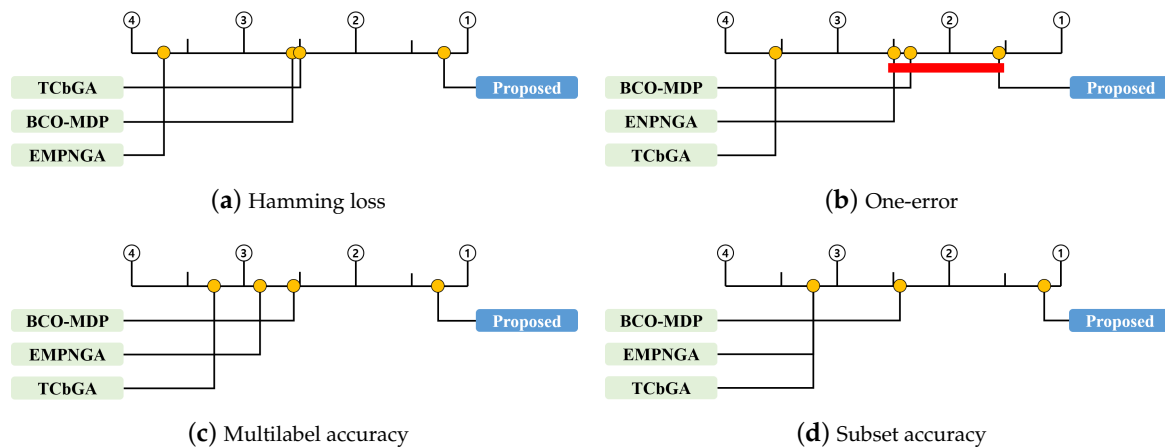 ④ ③ ② ①
TCbGA
Proposed
BCO-MDP
EMPNGA
(a) Hamming loss
④ ③ ② ①
BCO-MDP
Proposed
ENPNGA
TCbGA
(b) One-error
④ ③ ② ①
BCO-MDP
Proposed
EMPNGA
TCbGA
(c) Multilabel accuracy
④ ③ ② ①
BCO-MDP
Proposed
EMPNGA
TCbGA
(d) Subset accuracy